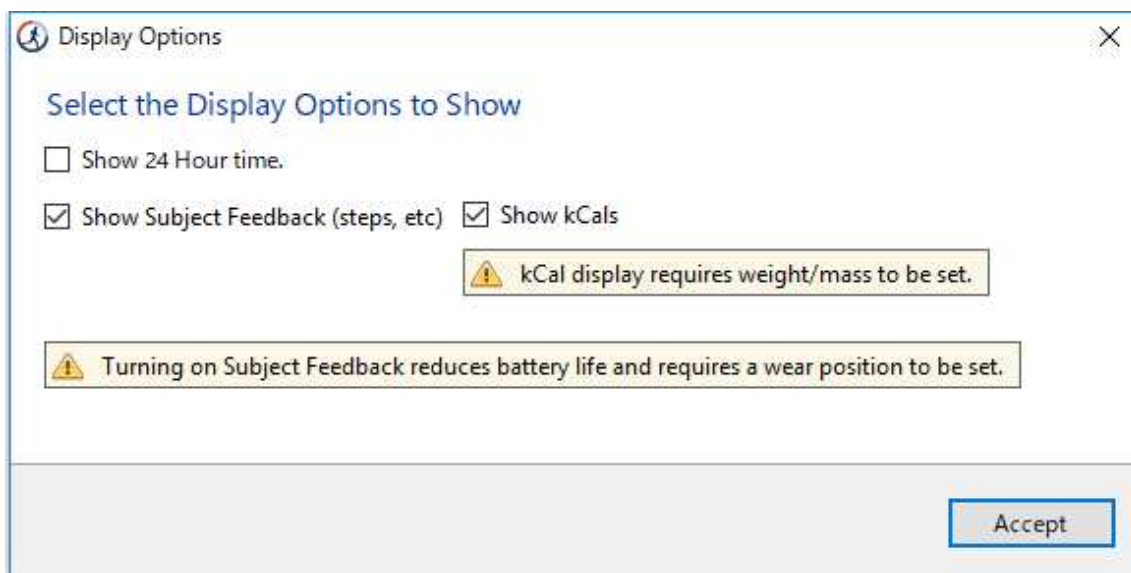 Display Options
Select the Display Options to Show
Show 24 Hour time.
Show Subject Feedback (steps, etc) Show kCals
kCal display requires weight/mass to be set.
Turning on Subject Feedback reduces battery life and requires a wear position to be set.
Accept